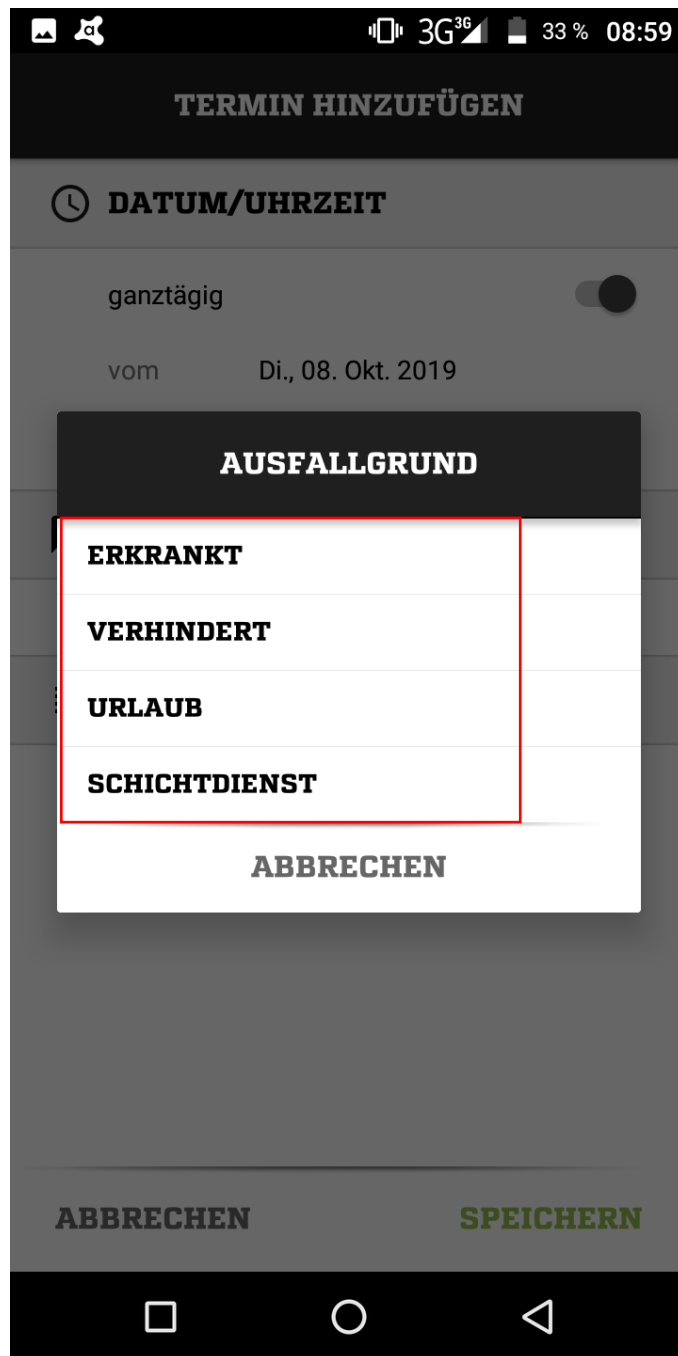 3G 3G 33 % 08:59
TERMIN HINZUFÜGEN
DATUM/UHRZEIT
ganztägig
vom Di., 08. Okt. 2019
AUSFALLGRUND
ERKRANKT
VERHINDERT
URLAUB
SCHICHTDIENST
ABBRECHEN
ABBRECHEN SPEICHERN